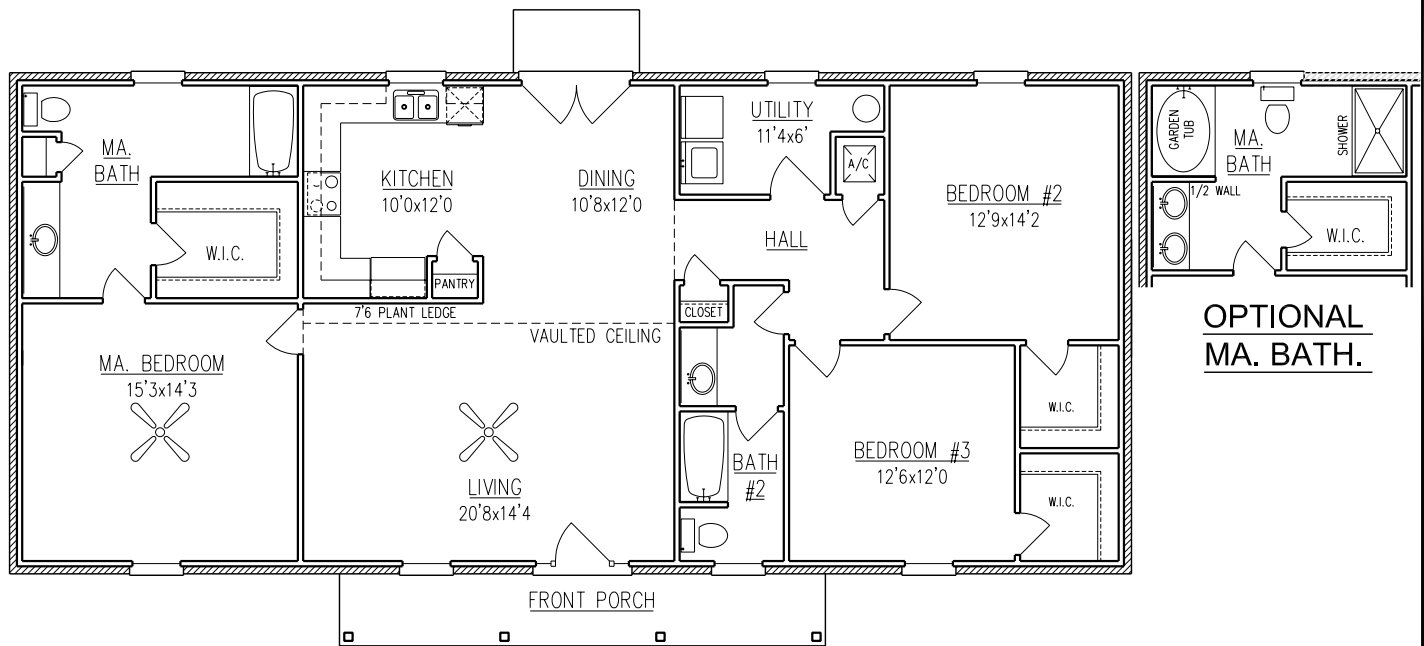 MA.
BATH
W.I.C.
KITCHEN
10'0x12'0
DINING
10'8x12'0
PANTRY
UTILITY
11'4x6'
A/C
HALL
CLOSET
BEDROOM #2
12'9x14'2
7'6 PLANT LEDGE
VAULTED CEILING
MA. BEDROOM
15'3x14'3
LIVING
20'8x14'4
BATH
#2
BEDROOM #3
12'6x12'0
W.I.C.
W.I.C.
FRONT PORCH
GARDEN
TUB
MA.
BATH
SHOWER
1/2 WALL
W.I.C.
OPTIONAL
MA. BATH.